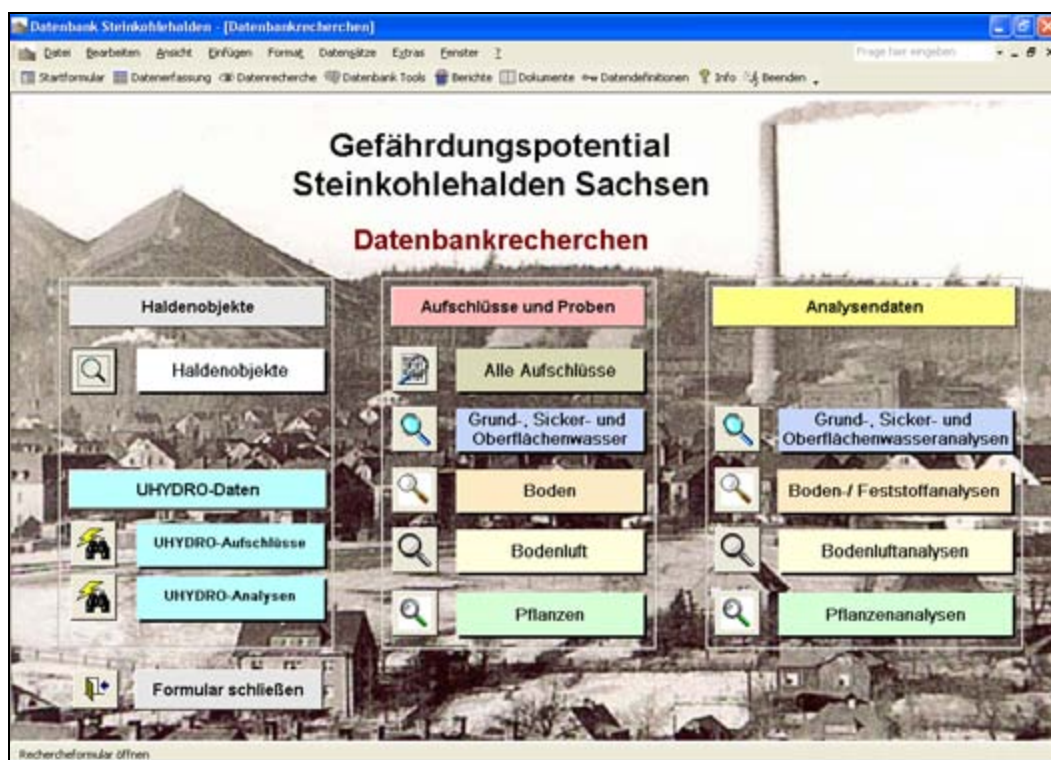 Datenbank Steinkohlehalden - [Datenbankrecherchen]
Datei Bearbeiten Ansicht Einfügen Format Datensätze Extras Fenster ?
Frage hier eingeben
Startformular Datenerfassung Datenrecherche Datenbank Tools Berichte Dokumente Datendefinitionen Info Beenden
Gefährdungspotential
Steinkohlehalden Sachsen
Datenbankrecherchen
Haldenobjekte
Haldenobjekte
UHYDRO-Daten
UHYDRO-Aufschlüsse
UHYDRO-Analysen
Formular schließen
Aufschlüsse und Proben
Alle Aufschlüsse
Grund-, Sicker- und
Oberflächenwasser
Boden
Bodenluft
Pflanzen
Analysendaten
Grund-, Sicker- und
Oberflächenwasseranalysen
Boden-/ Feststoffanalysen
Bodenluftanalysen
Pflanzenanalysen
Rechercheformular öffnen